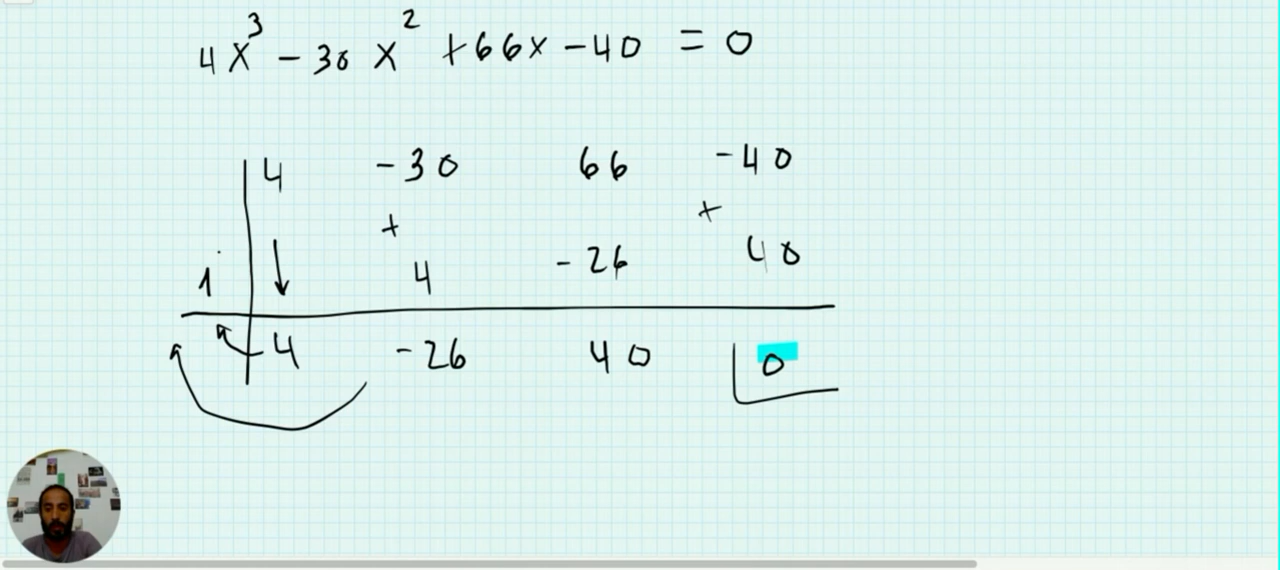 4x³ - 30x² + 66x - 40 = 0
4 -30 66 -40
+ +
1 4 -26 40
4 -26 40 0